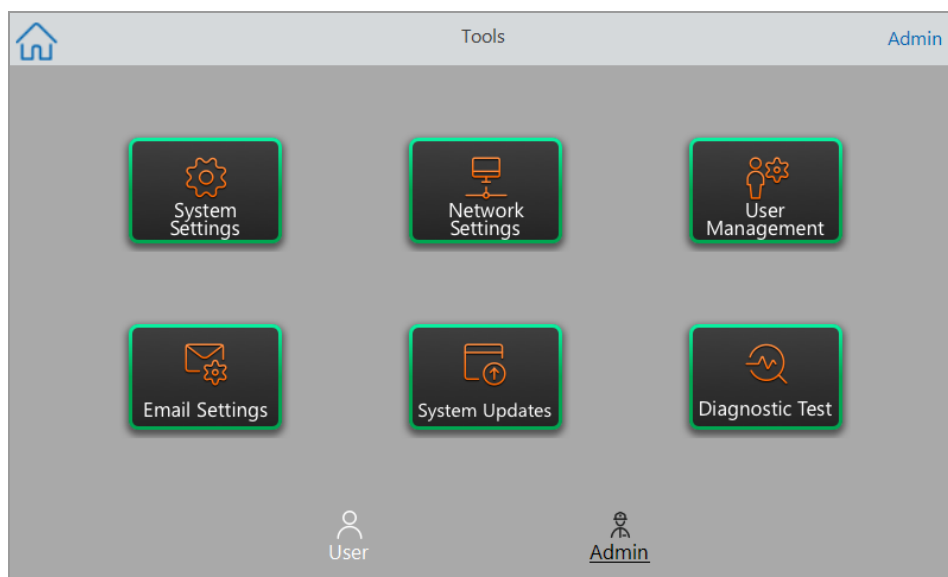 Tools
Admin
System
Settings
Network
Settings
User
Management
Email Settings
System Updates
Diagnostic Test
User
Admin